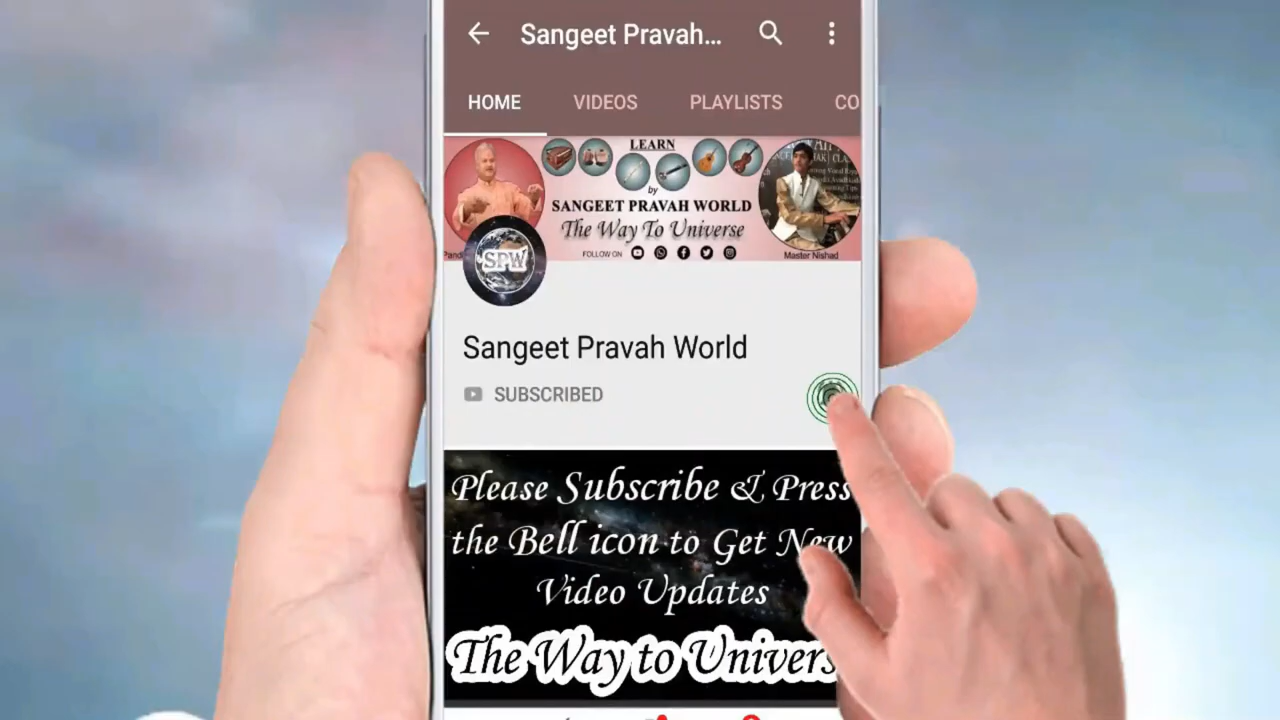 Sangeet Pravah...
HOME VIDEOS PLAYLISTS CO
LEARN
by
SANGEET PRAVAH WORLD
The Way To Universe
FOLLOW ON
Master Nishad
SPW
Sangeet Pravah World
SUBSCRIBED
Please Subscribe & Press
the Bell icon to Get New
Video Updates
The Way to Univers